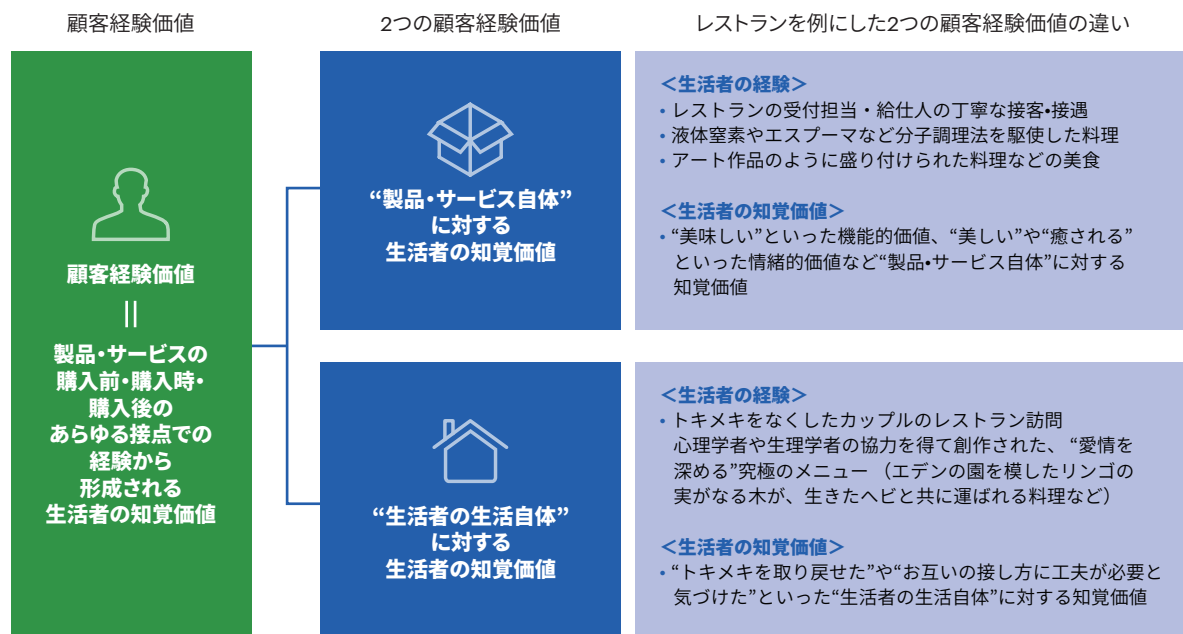 顧客経験価値
2つの顧客経験価値
レストランを例にした2つの顧客経験価値の違い
顧客経験価値
||
製品・サービスの
購入前・購入時・
購入後の
あらゆる接点での
経験から
形成される
生活者の知覚価値
“製品・サービス自体”
に対する
生活者の知覚価値
<生活者の経験>
• レストランの受付担当・給仕人の丁寧な接客•接遇
• 液体窒素やエスプーマなど分子調理法を駆使した料理
• アート作品のように盛り付けられた料理などの美食
<生活者の知覚価値>
• “美味しい”といった機能的価値、“美しい”や“癒される”
といった情緒的価値など“製品•サービス自体”に対する
知覚価値
“生活者の生活自体”
に対する
生活者の知覚価値
<生活者の経験>
• トキメキをなくしたカップルのレストラン訪問
心理学者や生理学者の協力を得て創作された、 “愛情を
深める”究極のメニュー （エデンの園を模したリンゴの
実がなる木が、生きたヘビと共に運ばれる料理など）
<生活者の知覚価値>
• “トキメキを取り戻せた”や“お互いの接し方に工夫が必要と
気づけた”といった“生活者の生活自体”に対する知覚価値